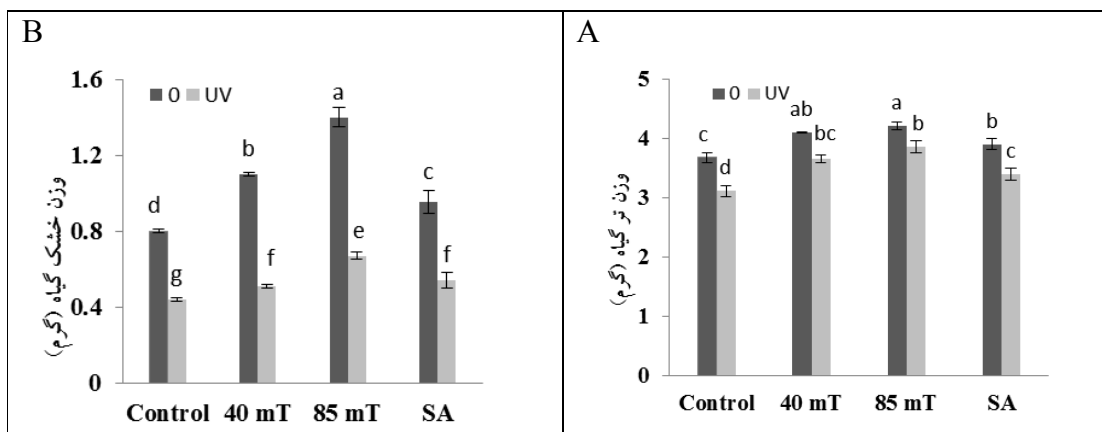 B
1.6
1.2
0.8
0.4
0
وزن خشک گیاه (گرم)
0 UV
d
g
b
f
a
e
c
f
Control 40 mT 85 mT SA
A
5
4
3
2
1
0
وزن تر گیاه (گرم)
0 UV
c
d
ab
bc
a
b
b
c
Control 40 mT 85 mT SA